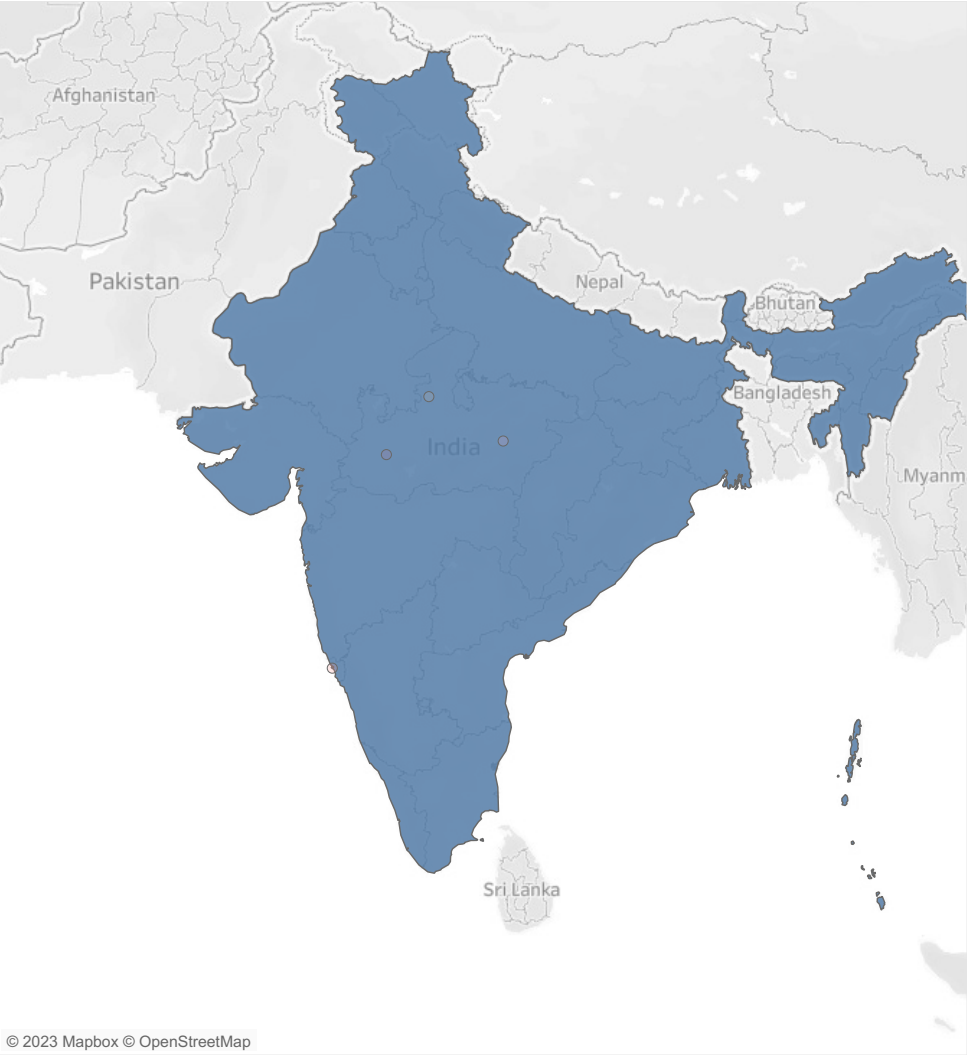 Afghanistan
Pakistan
Nepal
Bhutan
Bangladesh
India
Myanm
Sri Lanka
© 2023 Mapbox © OpenStreetMap